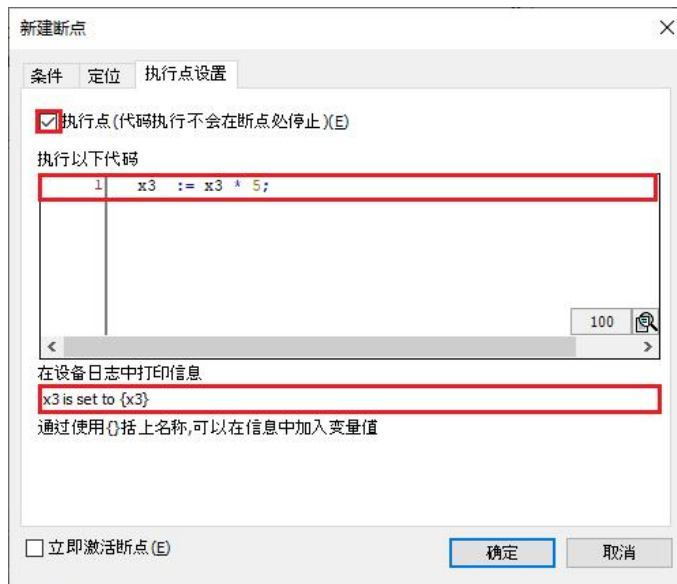 新建断点
条件 定位 执行点设置
执行点(代码执行不会在断点处停止)(E)
执行以下代码
1 x3 := x3 * 5;
100
在设备日志中打印信息
x3 is set to {x3}
通过使用{}括上名称,可以在信息中加入变量值
立即激活断点(E)
确定 取消